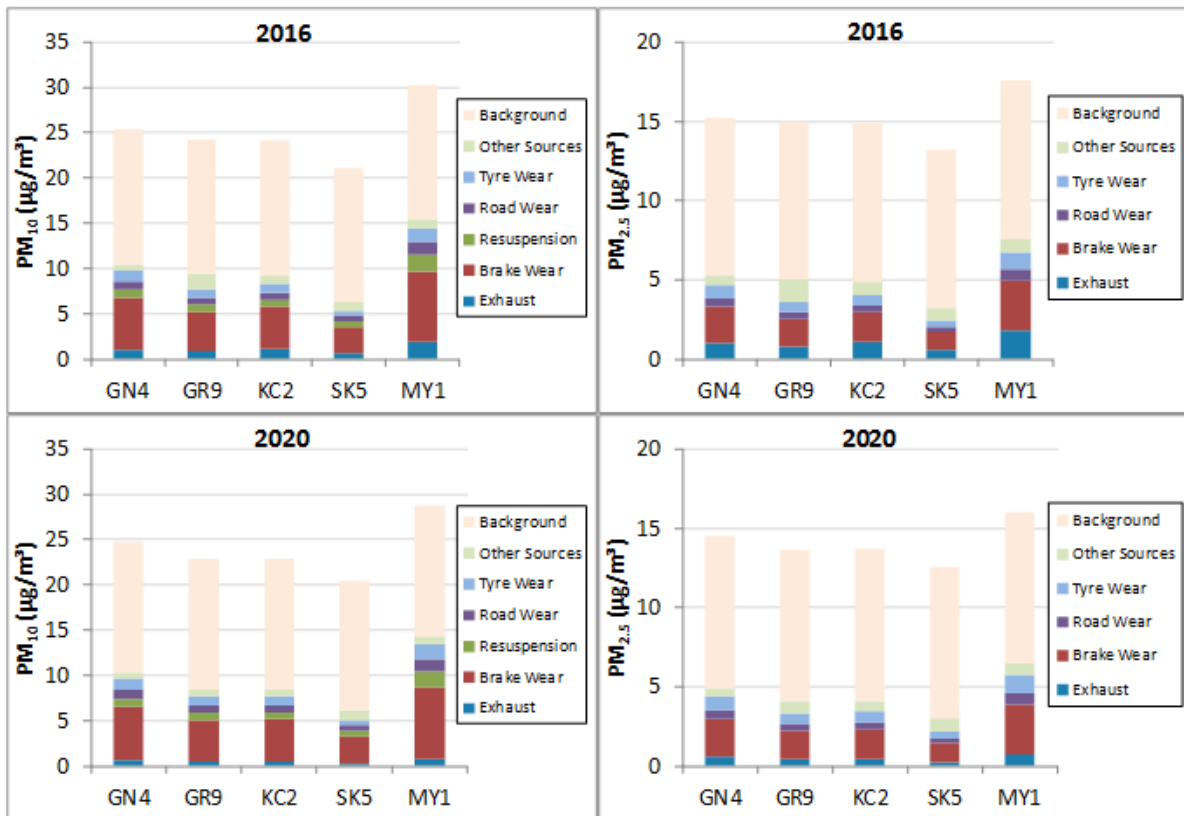 2016
PM10 (µg/m³)
35
30
25
20
15
10
5
0
GN4 GR9 KC2 SK5 MY1
Background
Other Sources
Tyre Wear
Road Wear
Resuspension
Brake Wear
Exhaust
2016
PM2.5 (µg/m³)
20
15
10
5
0
GN4 GR9 KC2 SK5 MY1
Background
Other Sources
Tyre Wear
Road Wear
Brake Wear
Exhaust
2020
PM10 (µg/m³)
35
30
25
20
15
10
5
0
GN4 GR9 KC2 SK5 MY1
Background
Other Sources
Tyre Wear
Road Wear
Resuspension
Brake Wear
Exhaust
2020
PM2.5 (µg/m³)
20
15
10
5
0
GN4 GR9 KC2 SK5 MY1
Background
Other Sources
Tyre Wear
Road Wear
Brake Wear
Exhaust